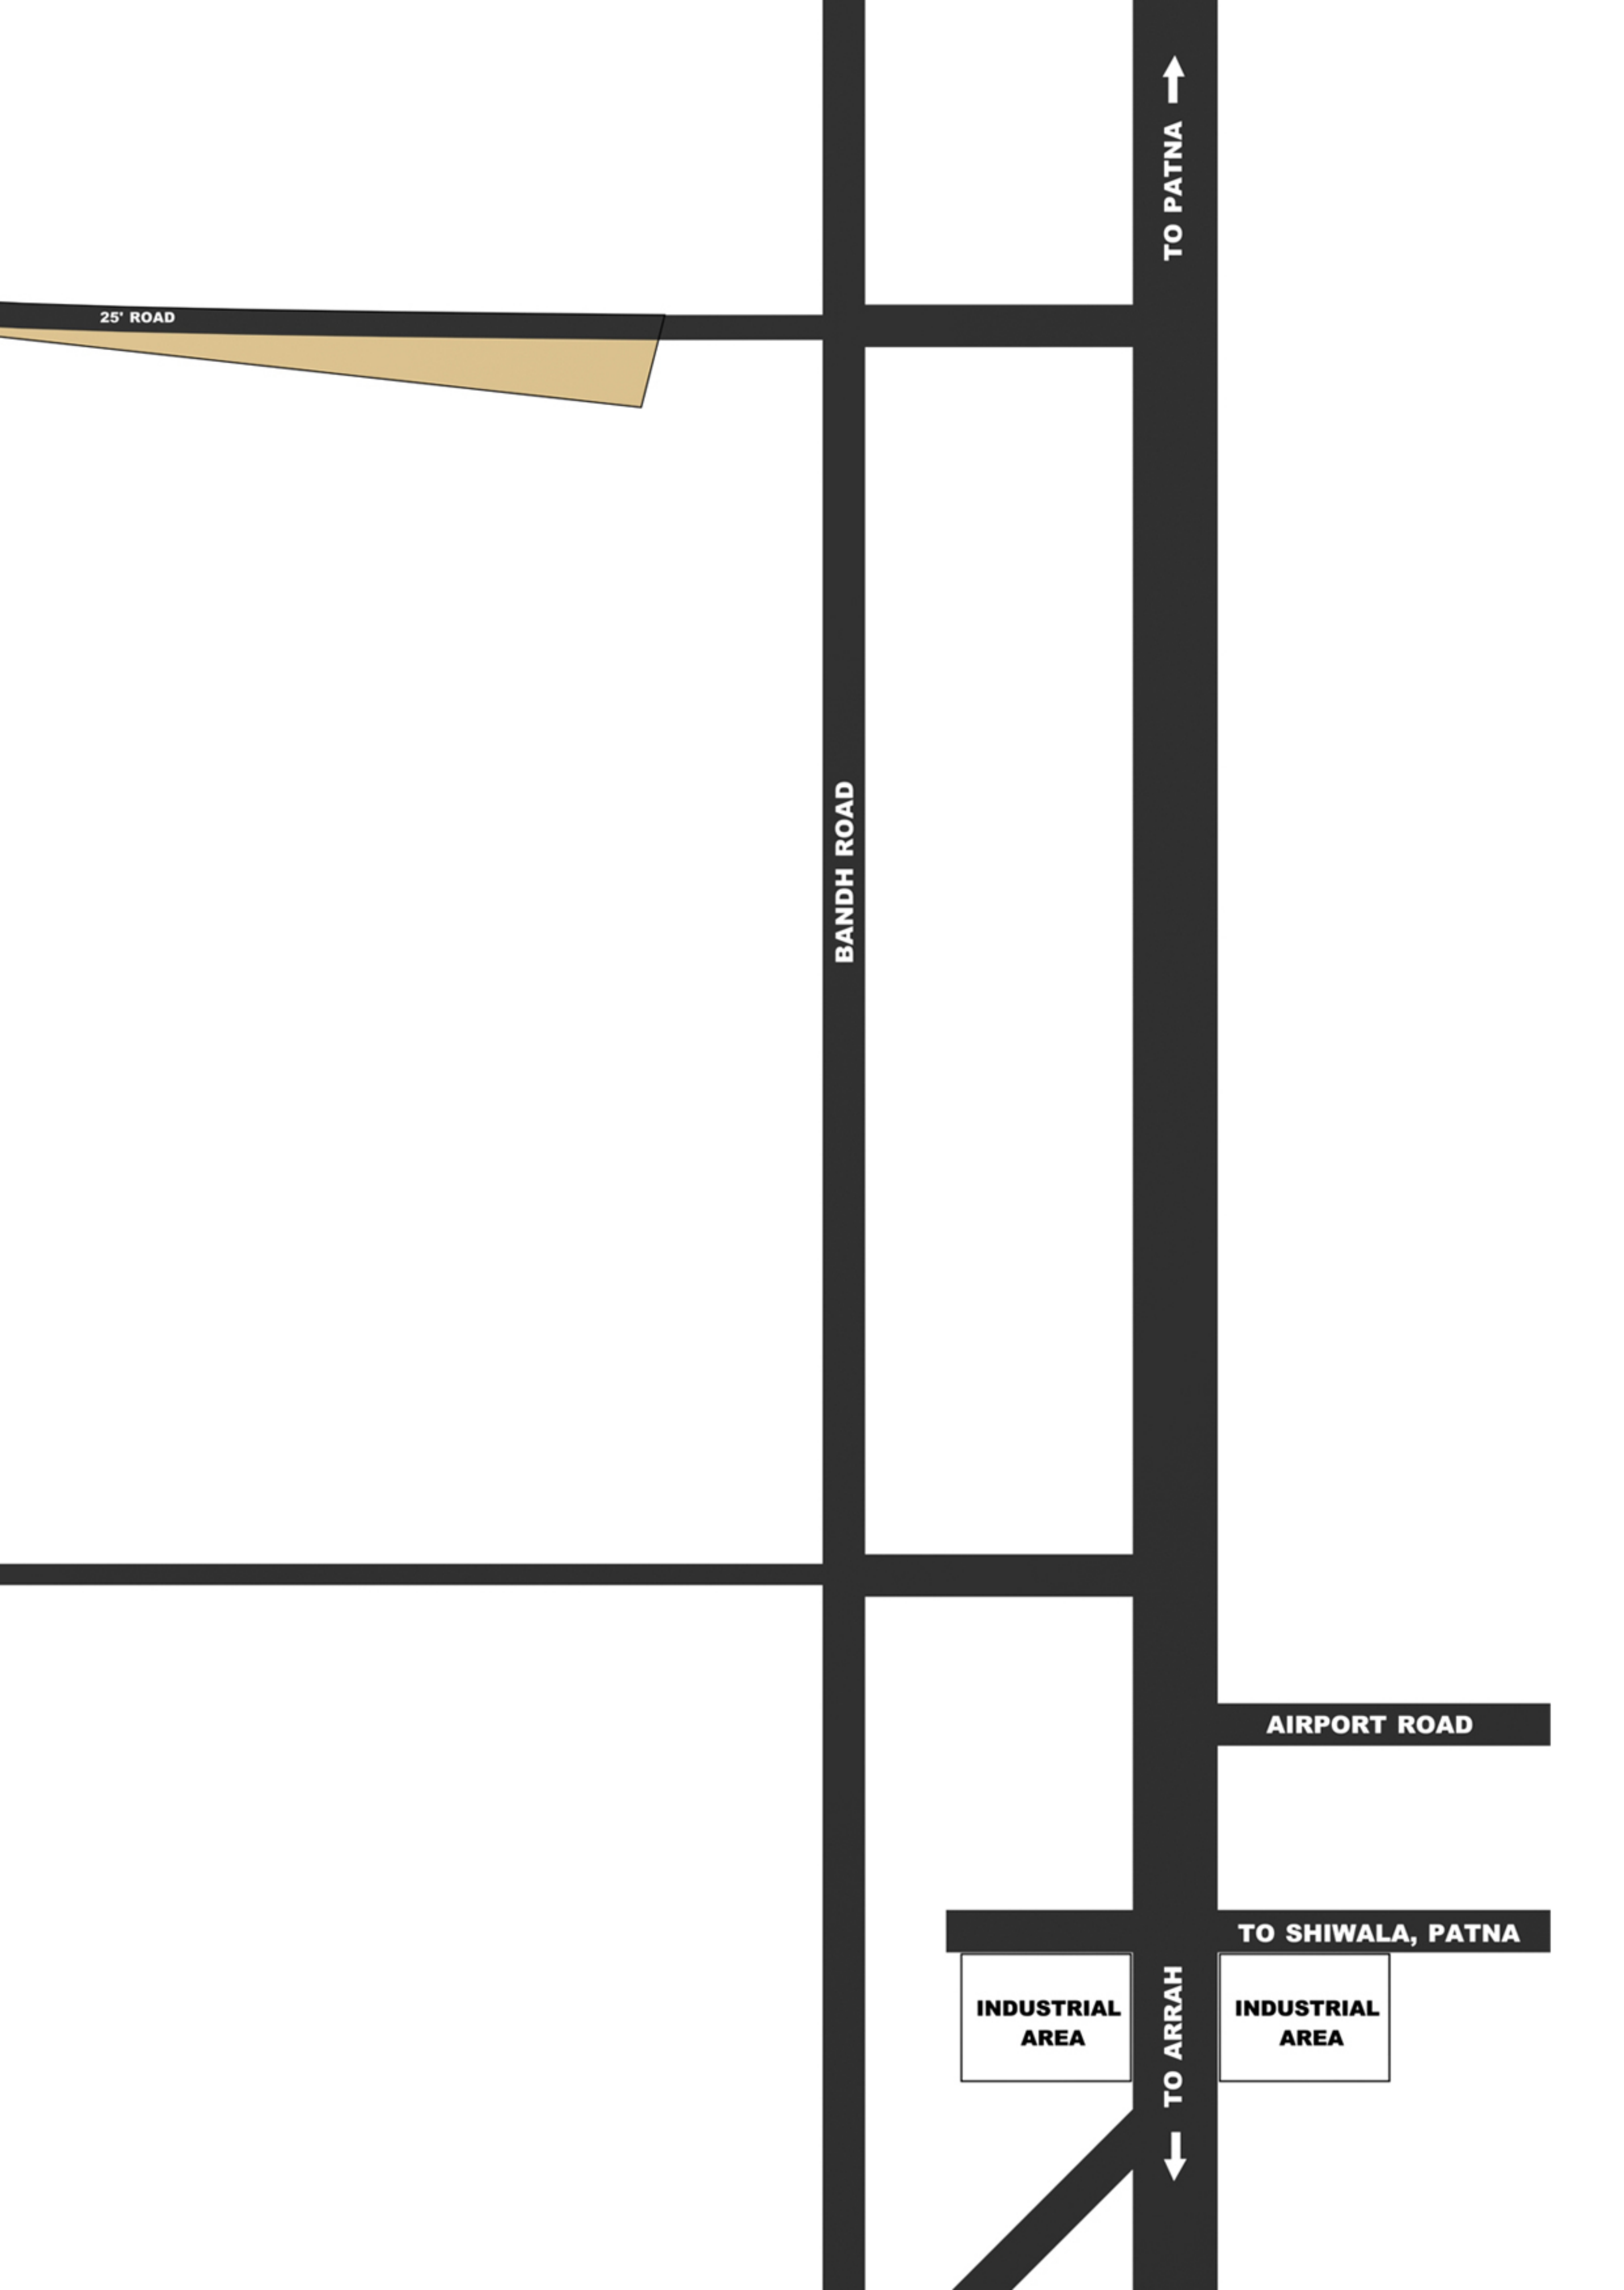 TO PATNA
25' ROAD
BANDH ROAD
AIRPORT ROAD
TO SHIWALA, PATNA
INDUSTRIAL
AREA
TO ARRAH
INDUSTRIAL
AREA